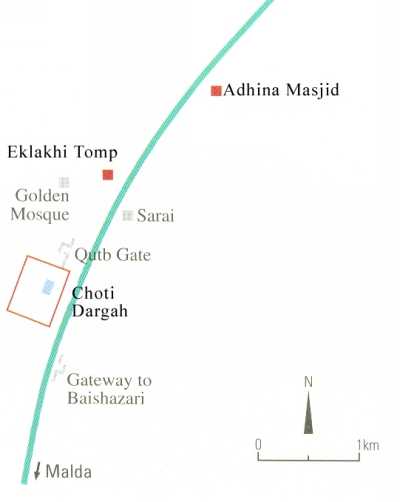 Adhina Masjid
Eklakhi Tomp
Golden
Mosque
Sarai
Qutb Gate
Choti
Dargah
Gateway to
Baishazari
N
0 1km
Malda